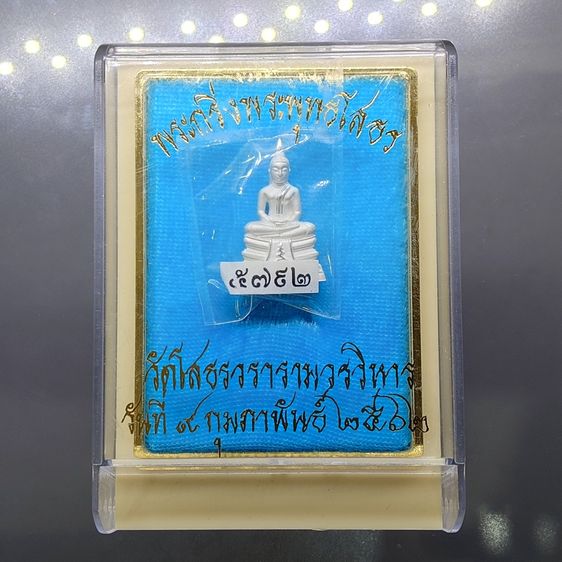 พระกริ่งพระพุทธโสธร
๕๗๙๒
วัดโสธรวรารามวรวิหาร
วันที่ ๙ กุมภาพันธ์ ๒๕๖๒